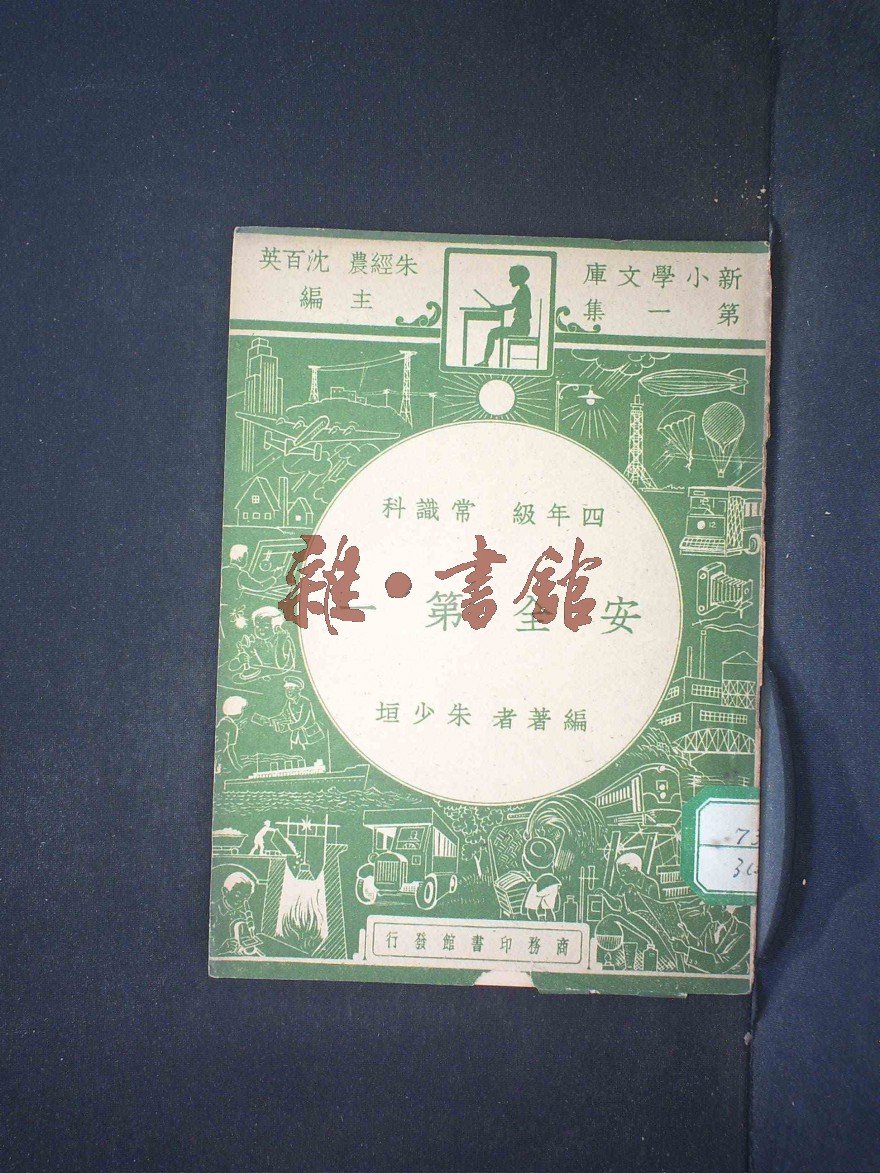 新小學文庫
第一集
朱經農 沈百英
主編
四年級 常識科
安全第一
雜·書館
編著者 朱少垣
商務印書館發行
73